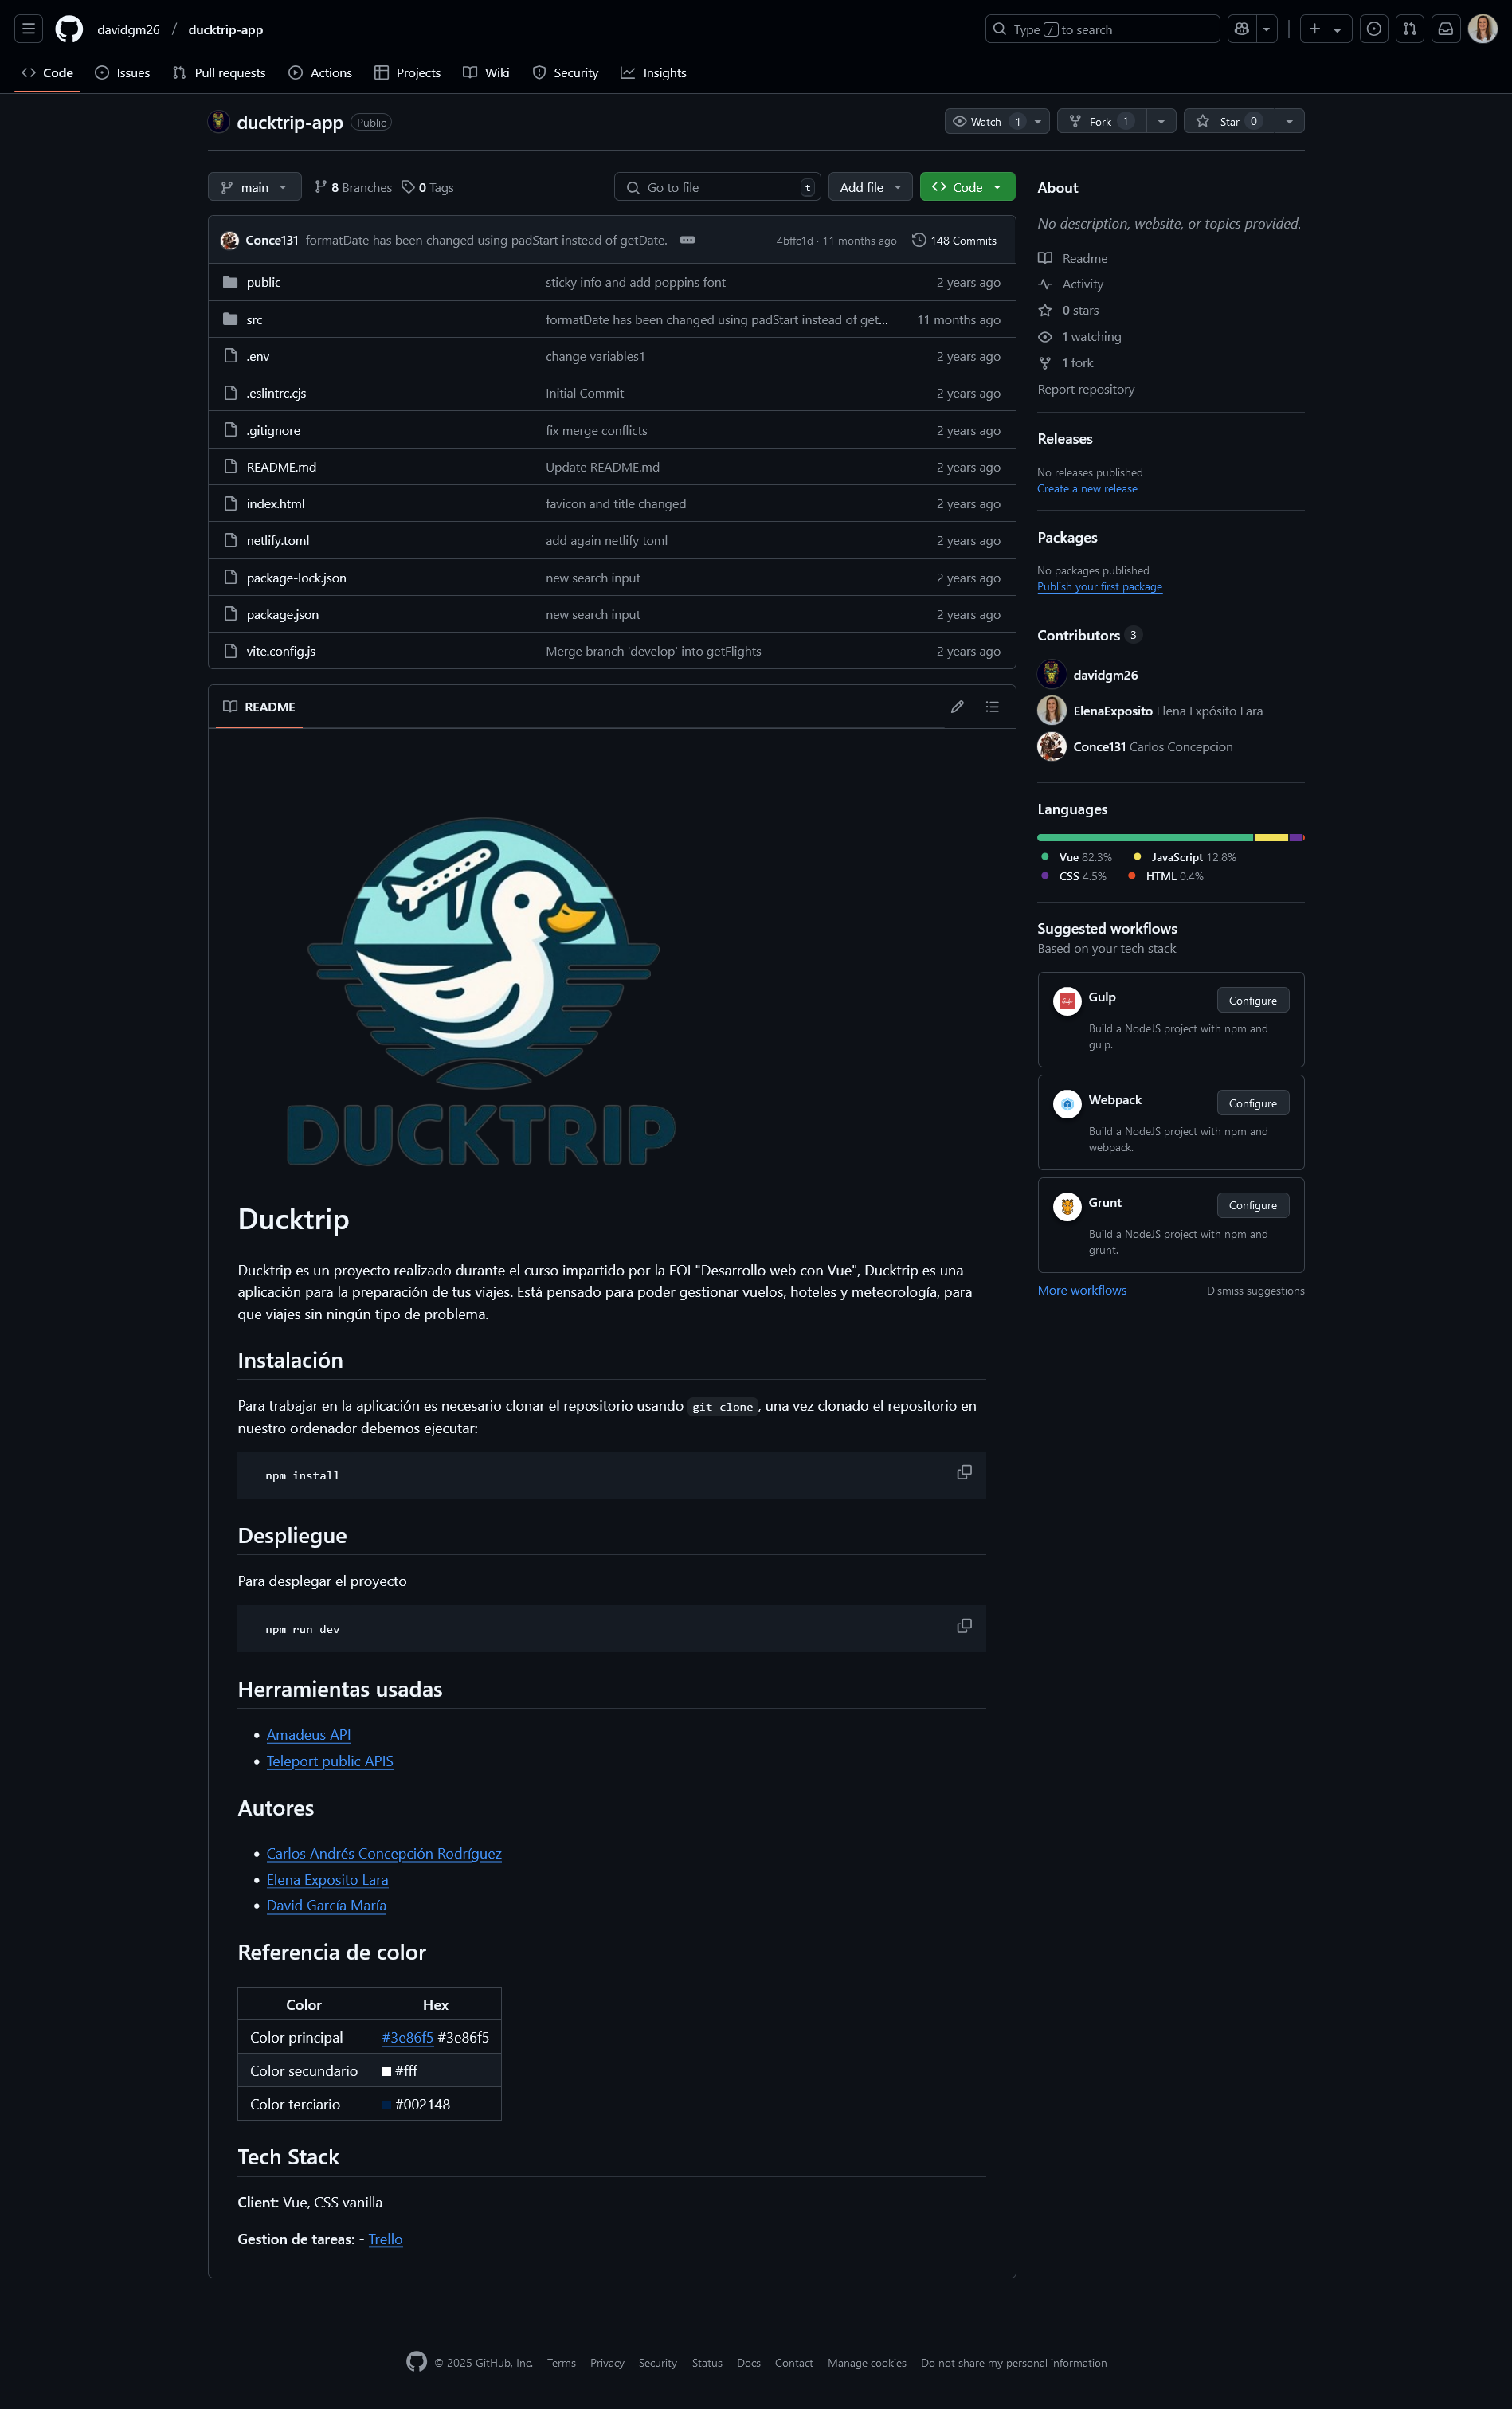 davidgm26 / ducktrip-app
Type / to search
Code Issues Pull requests Actions Projects Wiki Security Insights
ducktrip-app Public
Watch 1 Fork 1 Star 0
main 8 Branches 0 Tags
Go to file t
Add file Code
Conce131 formatDate has been changed using padStart instead of getDate. 4bffc1d · 11 months ago 148 Commits
public sticky info and add poppins font 2 years ago
src formatDate has been changed using padStart instead of get... 11 months ago
.env change variables1 2 years ago
.eslintrc.cjs Initial Commit 2 years ago
.gitignore fix merge conflicts 2 years ago
README.md Update README.md 2 years ago
index.html favicon and title changed 2 years ago
netlify.toml add again netlify toml 2 years ago
package-lock.json new search input 2 years ago
package.json new search input 2 years ago
vite.config.js Merge branch 'develop' into getFlights 2 years ago
README
DUCKTRIP
Ducktrip
Ducktrip es un proyecto realizado durante el curso impartido por la EOI "Desarrollo web con Vue", Ducktrip es una
aplicación para la preparación de tus viajes. Está pensado para poder gestionar vuelos, hoteles y meteorología, para
que viajes sin ningún tipo de problema.
Instalación
Para trabajar en la aplicación es necesario clonar el repositorio usando git clone, una vez clonado el repositorio en
nuestro ordenador debemos ejecutar:
npm install
Despliegue
Para desplegar el proyecto
npm run dev
Herramientas usadas
Amadeus API
Teleport public APIS
Autores
Carlos Andrés Concepción Rodríguez
Elena Exposito Lara
David García María
Referencia de color
Color Hex
Color principal #3e86f5 #3e86f5
Color secundario #fff
Color terciario #002148
Tech Stack
Client: Vue, CSS vanilla
Gestion de tareas: - Trello
About
No description, website, or topics provided.
Readme
Activity
0 stars
1 watching
1 fork
Report repository
Releases
No releases published
Create a new release
Packages
No packages published
Publish your first package
Contributors 3
davidgm26
ElenaExposito Elena Expósito Lara
Conce131 Carlos Concepcion
Languages
Vue 82.3% JavaScript 12.8%
CSS 4.5% HTML 0.4%
Suggested workflows
Based on your tech stack
Gulp Configure
Build a NodeJS project with npm and
gulp.
Webpack Configure
Build a NodeJS project with npm and
webpack.
Grunt Configure
Build a NodeJS project with npm and
grunt.
More workflows Dismiss suggestions
© 2025 GitHub, Inc. Terms Privacy Security Status Docs Contact Manage cookies Do not share my personal information